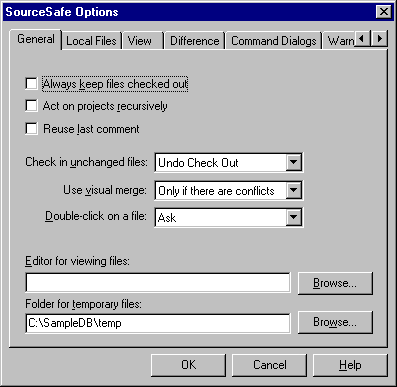 SourceSafe Options
General Local Files View Difference Command Dialogs Warn
Always keep files checked out
Act on projects recursively
Reuse last comment
Check in unchanged files: Undo Check Out
Use visual merge: Only if there are conflicts
Double-click on a file: Ask
Editor for viewing files:
Browse...
Folder for temporary files:
C:\SampleDB\temp Browse...
OK Cancel Help